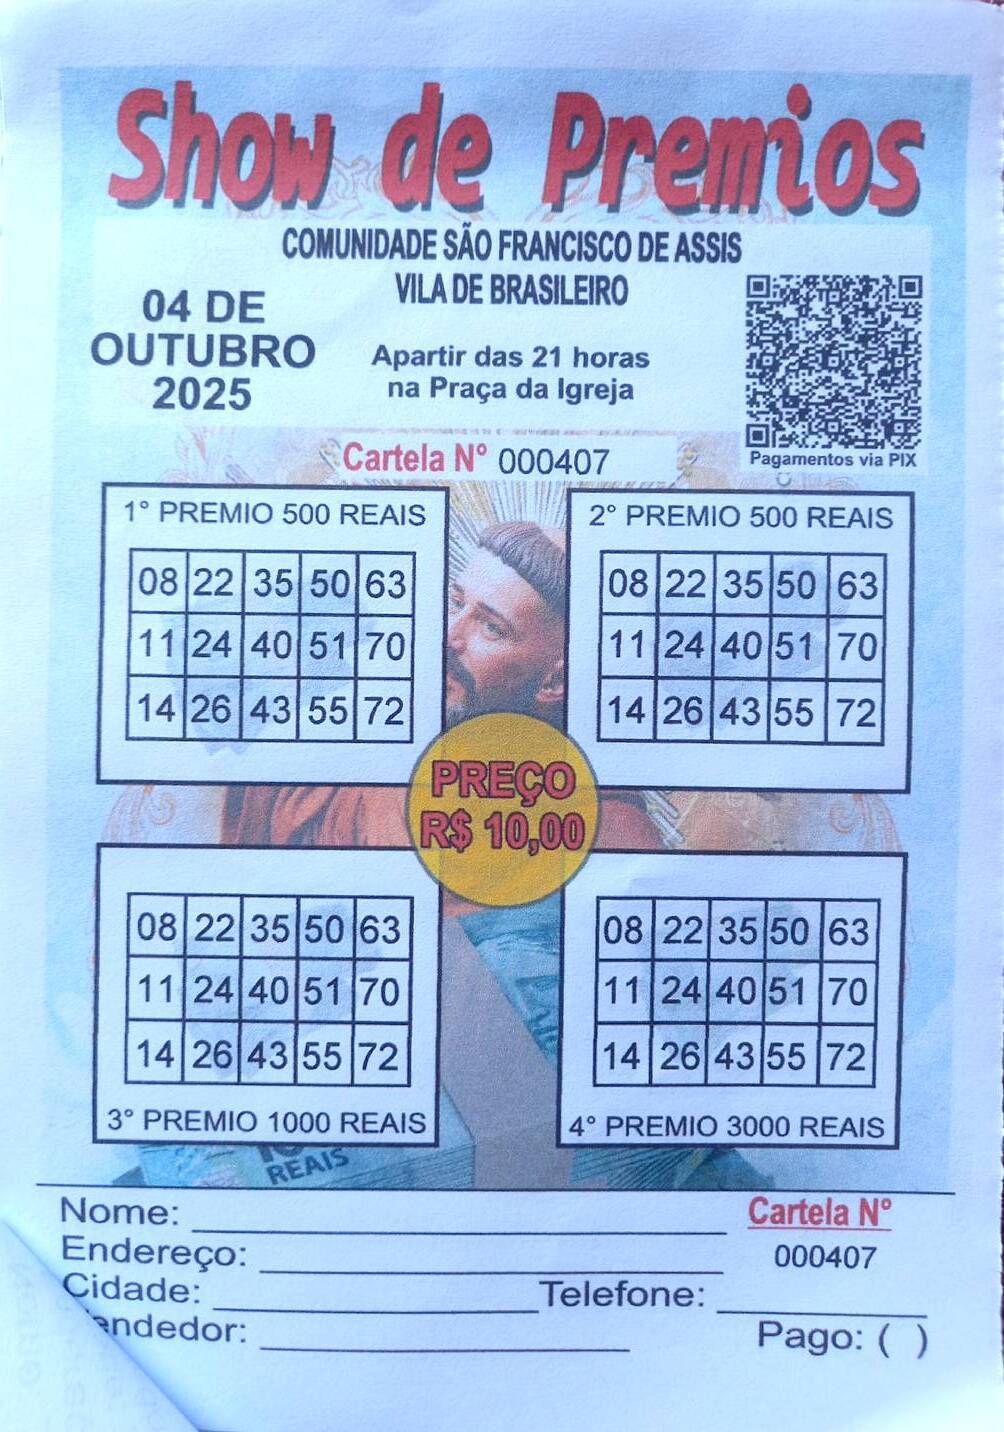 Show de Premios
COMUNIDADE SÃO FRANCISCO DE ASSIS
VILA DE BRASILEIRO
04 DE
OUTUBRO
2025
Apartir das 21 horas
na Praça da Igreja
Pagamentos via PIX
Cartela Nº 000407
1° PREMIO 500 REAIS
08 22 35 50 63
11 24 40 51 70
14 26 43 55 72
2° PREMIO 500 REAIS
08 22 35 50 63
11 24 40 51 70
14 26 43 55 72
PREÇO
R$ 10,00
08 22 35 50 63
11 24 40 51 70
14 26 43 55 72
3° PREMIO 1000 REAIS
08 22 35 50 63
11 24 40 51 70
14 26 43 55 72
4° PREMIO 3000 REAIS
REAIS
Nome:
Cartela Nº
Endereço:
000407
Cidade:
Telefone:
endedor:
Pago: ( )